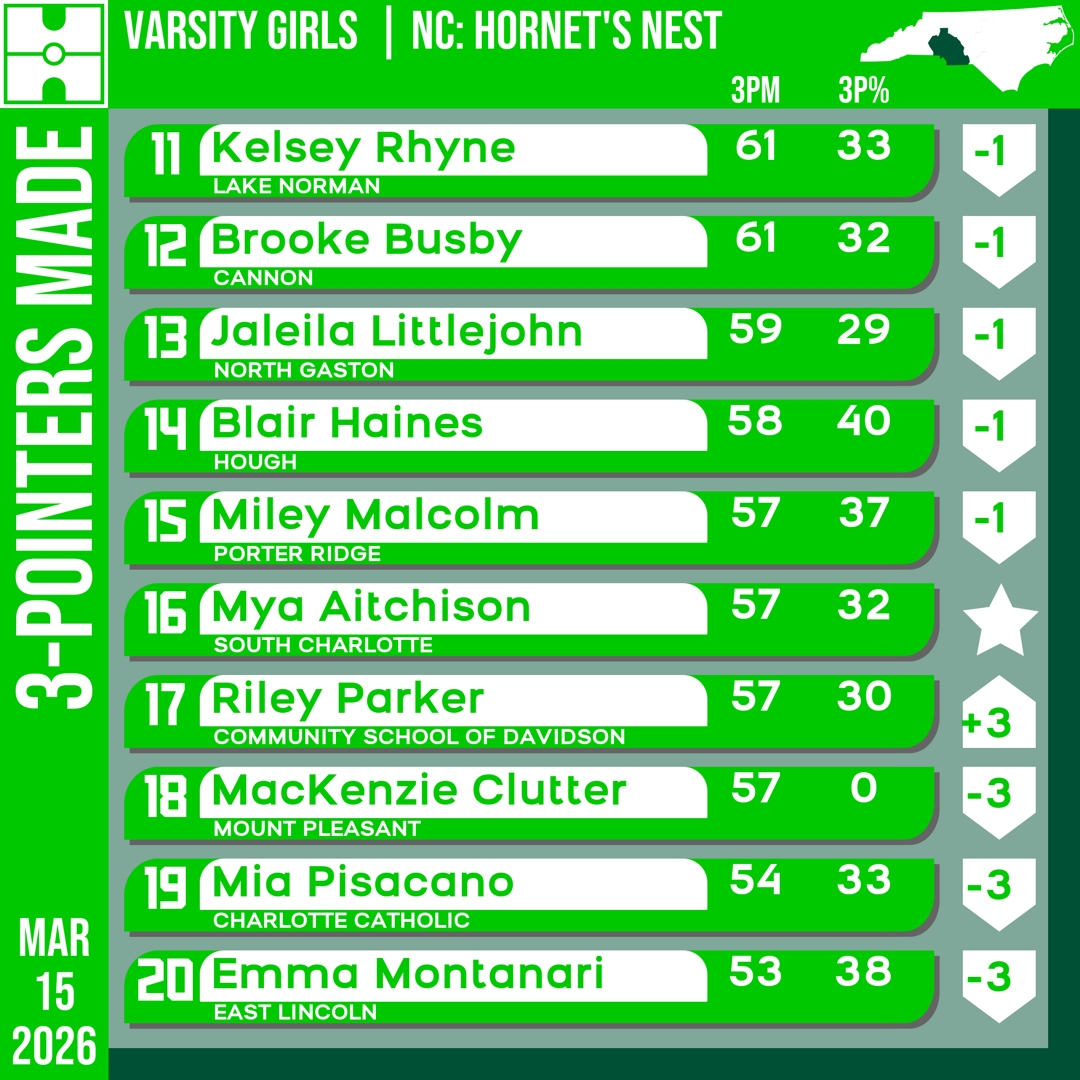 VARSITY GIRLS | NC: HORNET'S NEST
3PM 3P%
3-POINTERS MADE
11 Kelsey Rhyne 61 33 -1
LAKE NORMAN
12 Brooke Busby 61 32 -1
CANNON
13 Jaleila Littlejohn 59 29 -1
NORTH GASTON
14 Blair Haines 58 40 -1
HOUGH
15 Miley Malcolm 57 37 -1
PORTER RIDGE
16 Mya Aitchison 57 32
SOUTH CHARLOTTE
17 Riley Parker 57 30 +3
COMMUNITY SCHOOL OF DAVIDSON
18 MacKenzie Clutter 57 0 -3
MOUNT PLEASANT
19 Mia Pisacano 54 33 -3
CHARLOTTE CATHOLIC
20 Emma Montanari 53 38 -3
EAST LINCOLN
MAR
15
2026